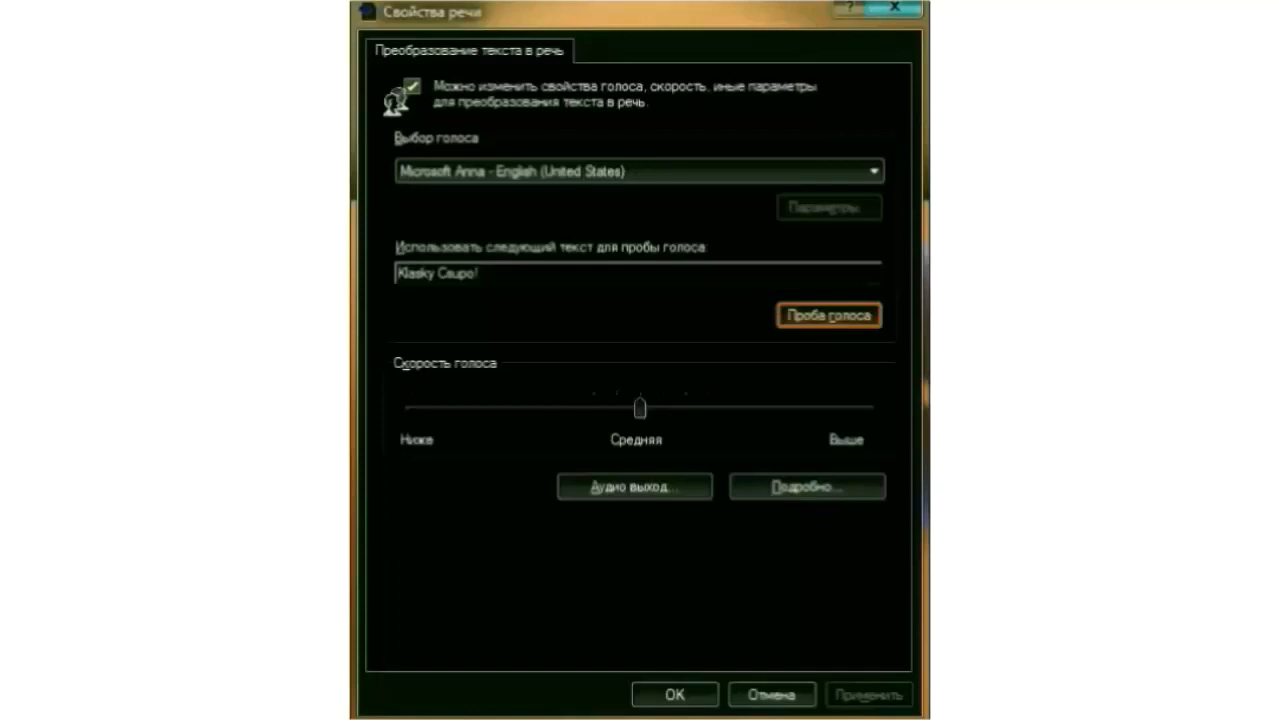 Свойства речи
? X
Преобразование текста в речь
Можно изменить свойства голоса, скорость, иные параметры
для преобразования текста в речь.
Выбор голоса
Microsoft Anna - English (United States)
Параметры...
Использовать следующий текст для пробы голоса:
Klasky Csupo!
Проба голоса
Скорость голоса
Ниже Средняя Выше
Аудио выход... Подробно...
OK Отмена Применить